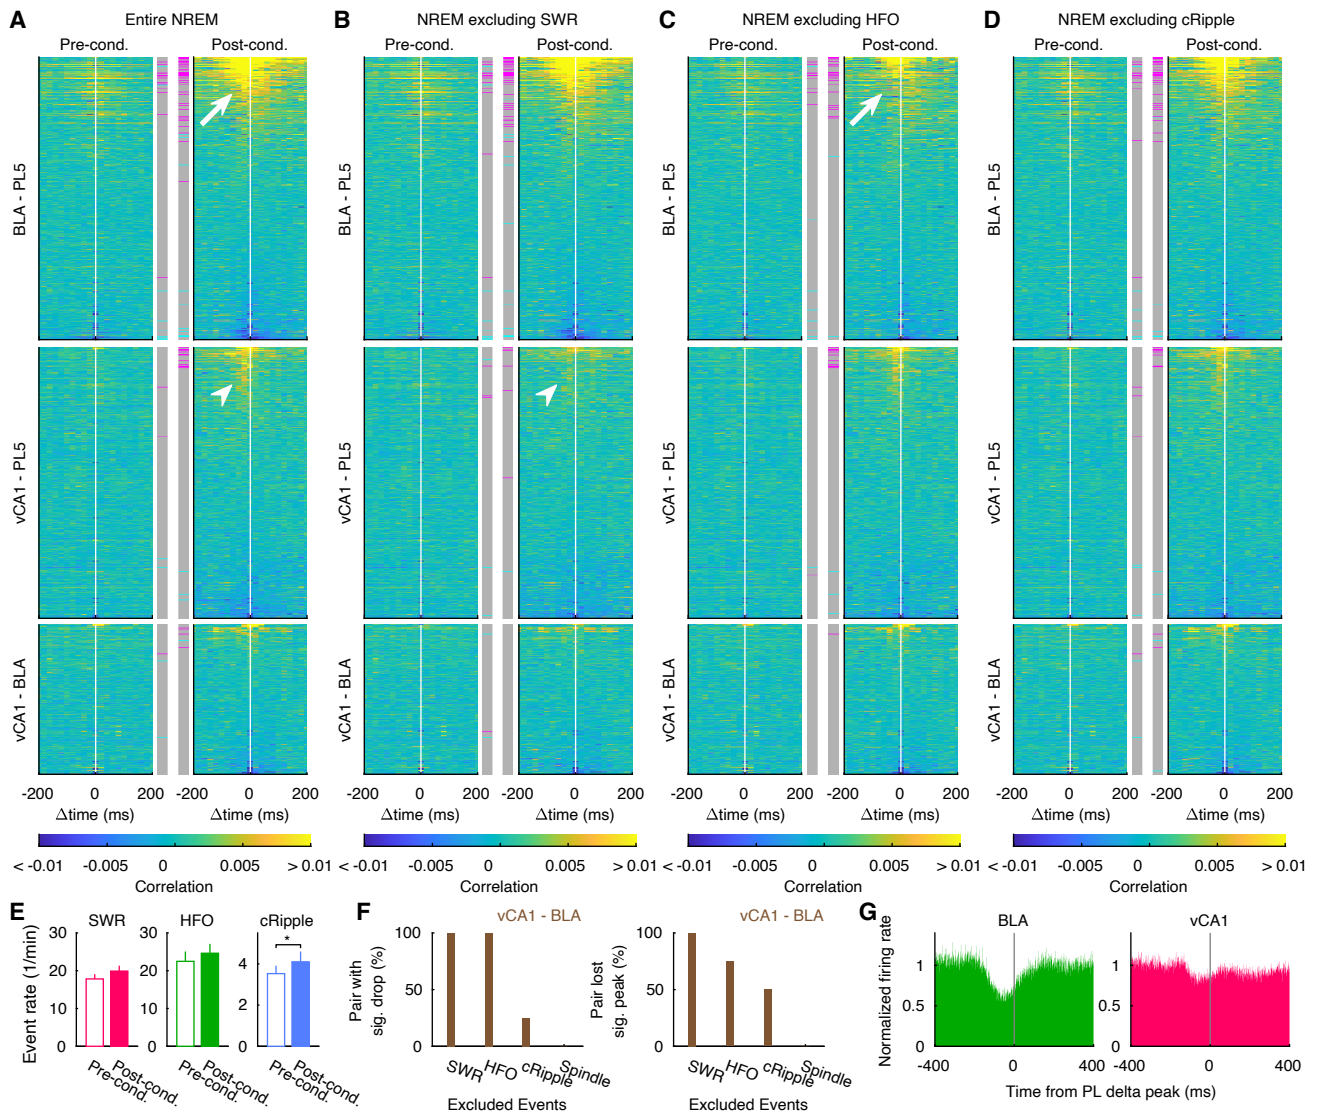 A Entire NREM
Pre-cond. Post-cond.
B NREM excluding SWR
Pre-cond. Post-cond.
C NREM excluding HFO
Pre-cond. Post-cond.
D NREM excluding cRipple
Pre-cond. Post-cond.
BLA - PL5
BLA - PL5
BLA - PL5
BLA - PL5
vCA1 - PL5
vCA1 - PL5
vCA1 - PL5
vCA1 - PL5
vCA1 - BLA
vCA1 - BLA
vCA1 - BLA
vCA1 - BLA
-200 0 200 -200 0 200
-200 0 200 -200 0 200
-200 0 200 -200 0 200
-200 0 200 -200 0 200
Δtime (ms) Δtime (ms)
Δtime (ms) Δtime (ms)
Δtime (ms) Δtime (ms)
Δtime (ms) Δtime (ms)
< -0.01 -0.005 0 0.005 > 0.01
< -0.01 -0.005 0 0.005 > 0.01
< -0.01 -0.005 0 0.005 > 0.01
< -0.01 -0.005 0 0.005 > 0.01
Correlation
Correlation
Correlation
Correlation
E
Event rate (1/min)
SWR
30
20
10
0
Pre-cond.
Post-cond.
HFO
30
20
10
0
Pre-cond.
Post-cond.
cRipple
*
4
2
0
Pre-cond.
Post-cond.
F
vCA1 - BLA
Pair with
sig. drop (%)
100
50
0
SWR HFO cRipple Spindle
Excluded Events
vCA1 - BLA
Pair lost
sig. peak (%)
100
50
0
SWR HFO cRipple Spindle
Excluded Events
G
Normalized firing rate
BLA
1
0.5
0
-400 0 400
vCA1
1
0.5
0
-400 0 400
Time from PL delta peak (ms)